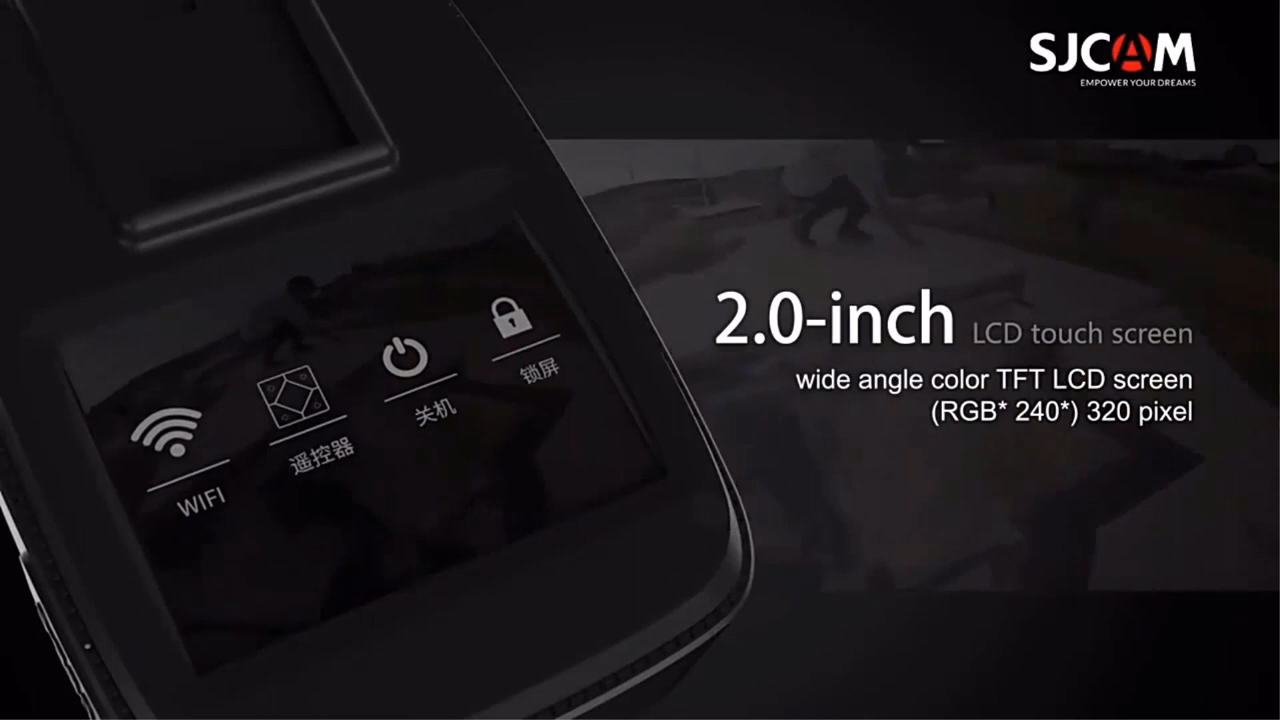 SJCAM
EMPOWER YOUR DREAMS
2.0-inch LCD touch screen
wide angle color TFT LCD screen
(RGB* 240*) 320 pixel
WIFI
遥控器
关机
锁屏